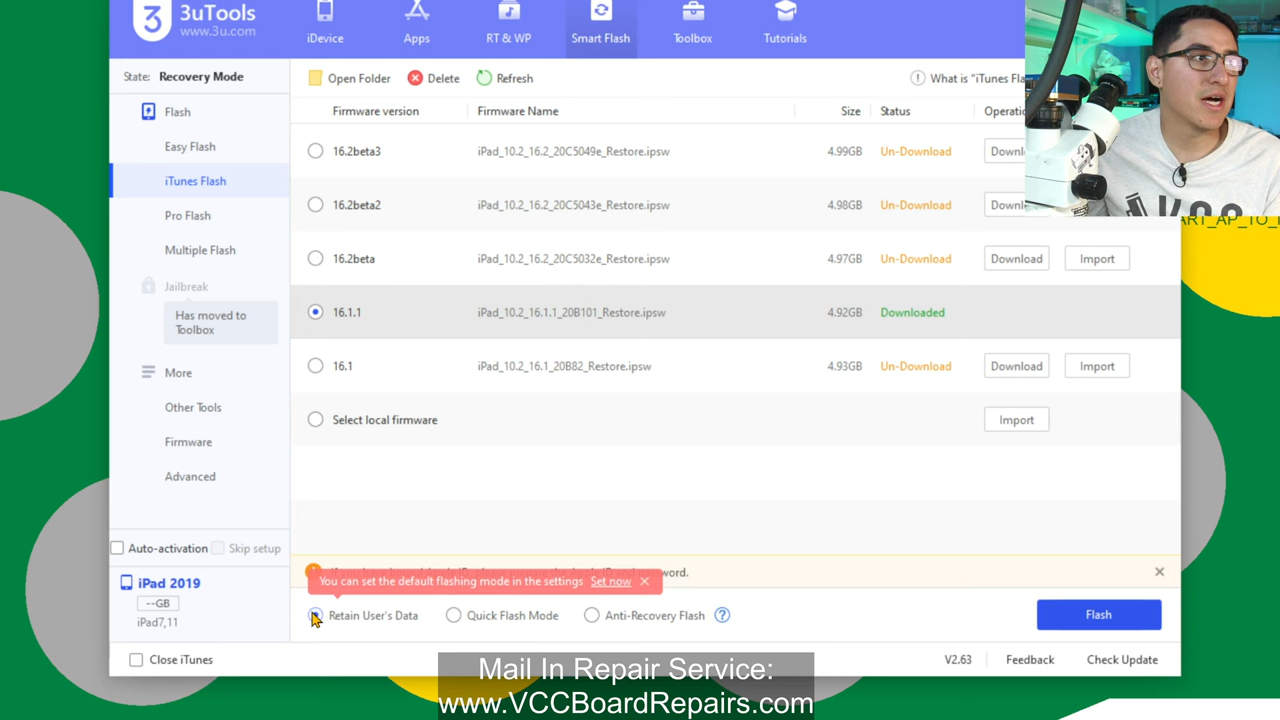 3 3uTools
www.3u.com
iDevice Apps RT & WP Smart Flash Toolbox Tutorials
State: Recovery Mode
Open Folder Delete Refresh What is "iTunes Fla
Flash
Easy Flash
iTunes Flash
Pro Flash
Multiple Flash
Jailbreak
Has moved to
Toolbox
More
Other Tools
Firmware
Advanced
Auto-activation Skip setup
iPad 2019
--GB
iPad7,11
Firmware version Firmware Name Size Status Operatio
16.2beta3 iPad_10.2_16.2_20C5049e_Restore.ipsw 4.99GB Un-Download Downl
16.2beta2 iPad_10.2_16.2_20C5043e_Restore.ipsw 4.98GB Un-Download Downl
16.2beta iPad_10.2_16.2_20C5032e_Restore.ipsw 4.97GB Un-Download Download Import
16.1.1 iPad_10.2_16.1.1_20B101_Restore.ipsw 4.92GB Downloaded
16.1 iPad_10.2_16.1_20B82_Restore.ipsw 4.93GB Un-Download Download Import
Select local firmware Import
You can set the default flashing mode in the settings Set now
Retain User's Data Quick Flash Mode Anti-Recovery Flash ? Flash
Close iTunes V2.63 Feedback Check Update
Mail In Repair Service:
www.VCCBoardRepairs.com